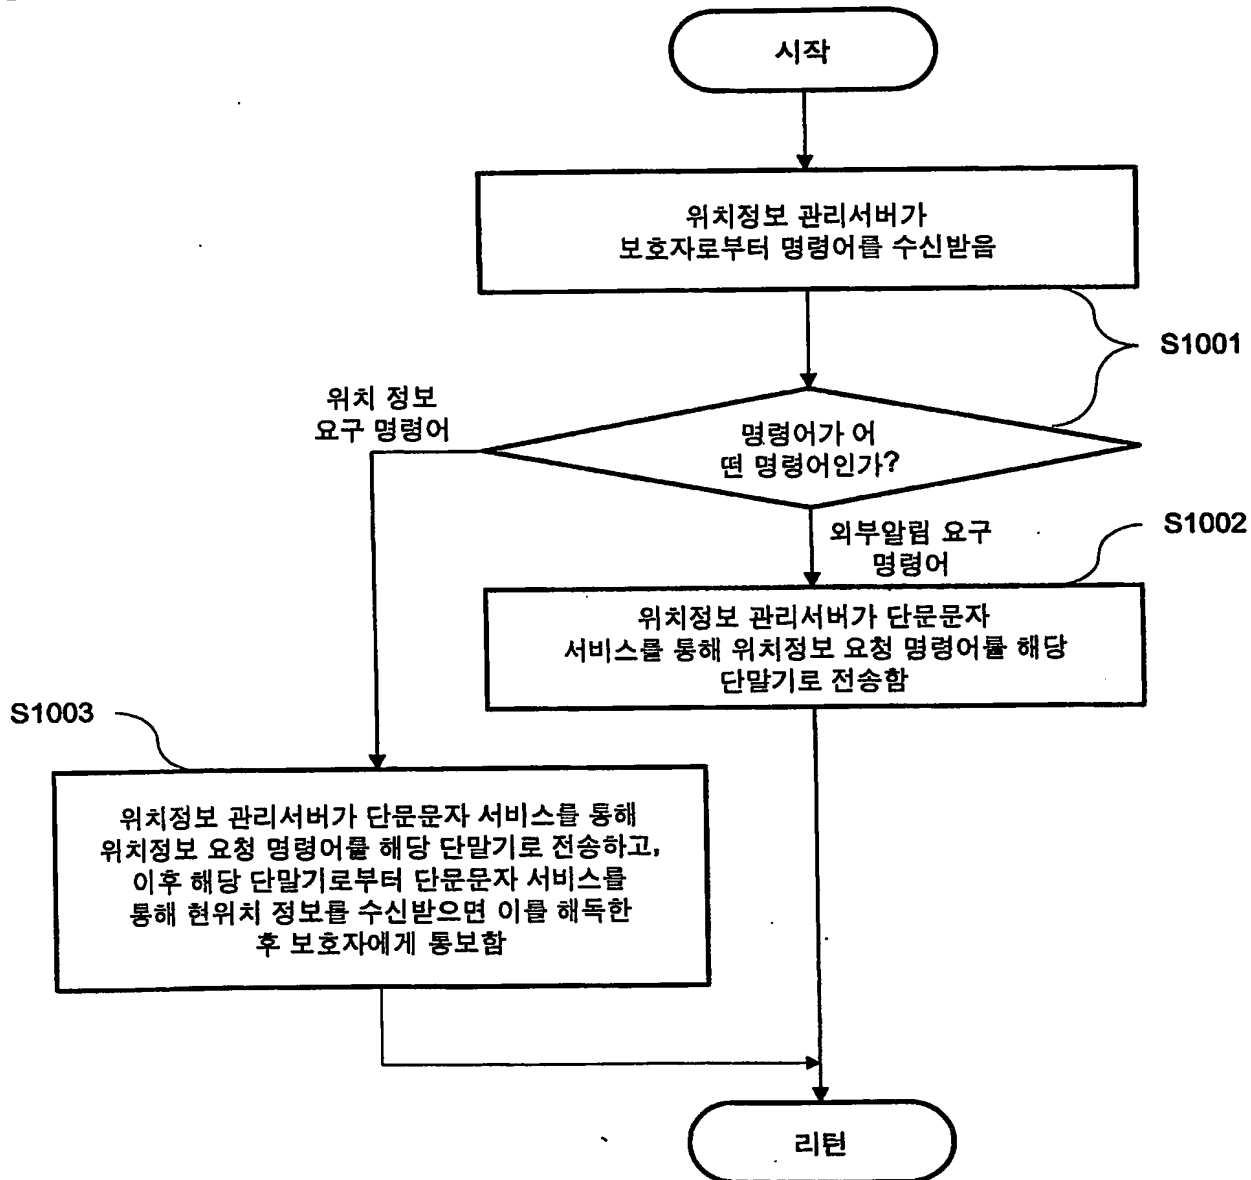 시작
위치정보 관리서버가
보호자로부터 명령어를 수신받음
S1001
위치 정보
요구 명령어
명령어가 어
떤 명령어인가?
외부알림 요구
명령어
S1002
위치정보 관리서버가 단문문자
서비스를 통해 위치정보 요청 명령어를 해당
단말기로 전송함
S1003
위치정보 관리서버가 단문문자 서비스를 통해
위치정보 요청 명령어를 해당 단말기로 전송하고,
이후 해당 단말기로부터 단문문자 서비스를
통해 현위치 정보를 수신받으면 이를 해독한
후 보호자에게 통보함
리턴